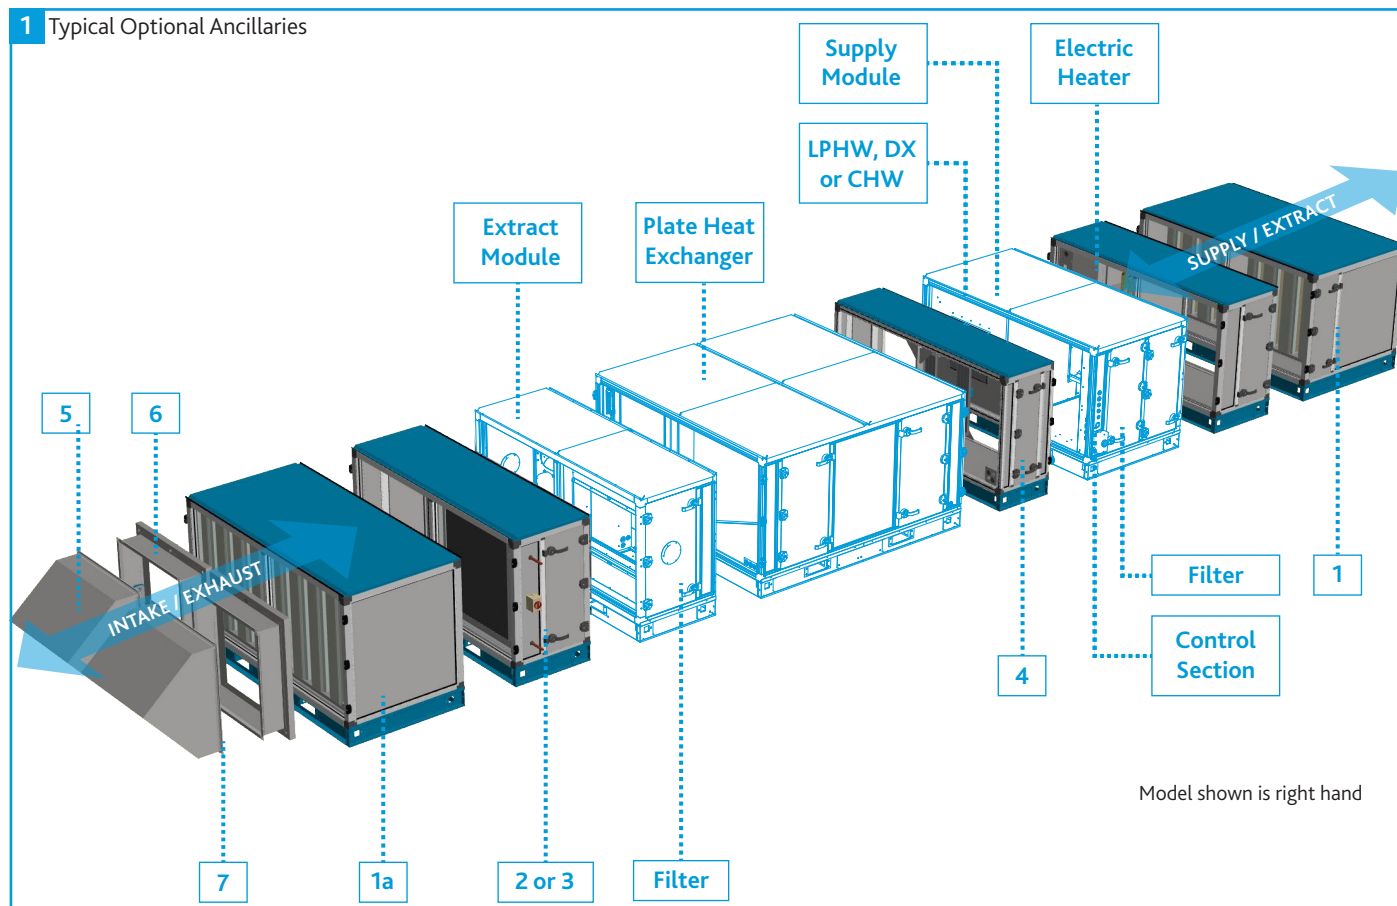 1 Typical Optional Ancillaries
Supply
Module
Electric
Heater
LPHW, DX
or CHW
Extract
Module
Plate Heat
Exchanger
SUPPLY / EXTRACT
5
6
INTAKE / EXHAUST
Filter
1
Control
Section
4
Model shown is right hand
7
1a
2 or 3
Filter